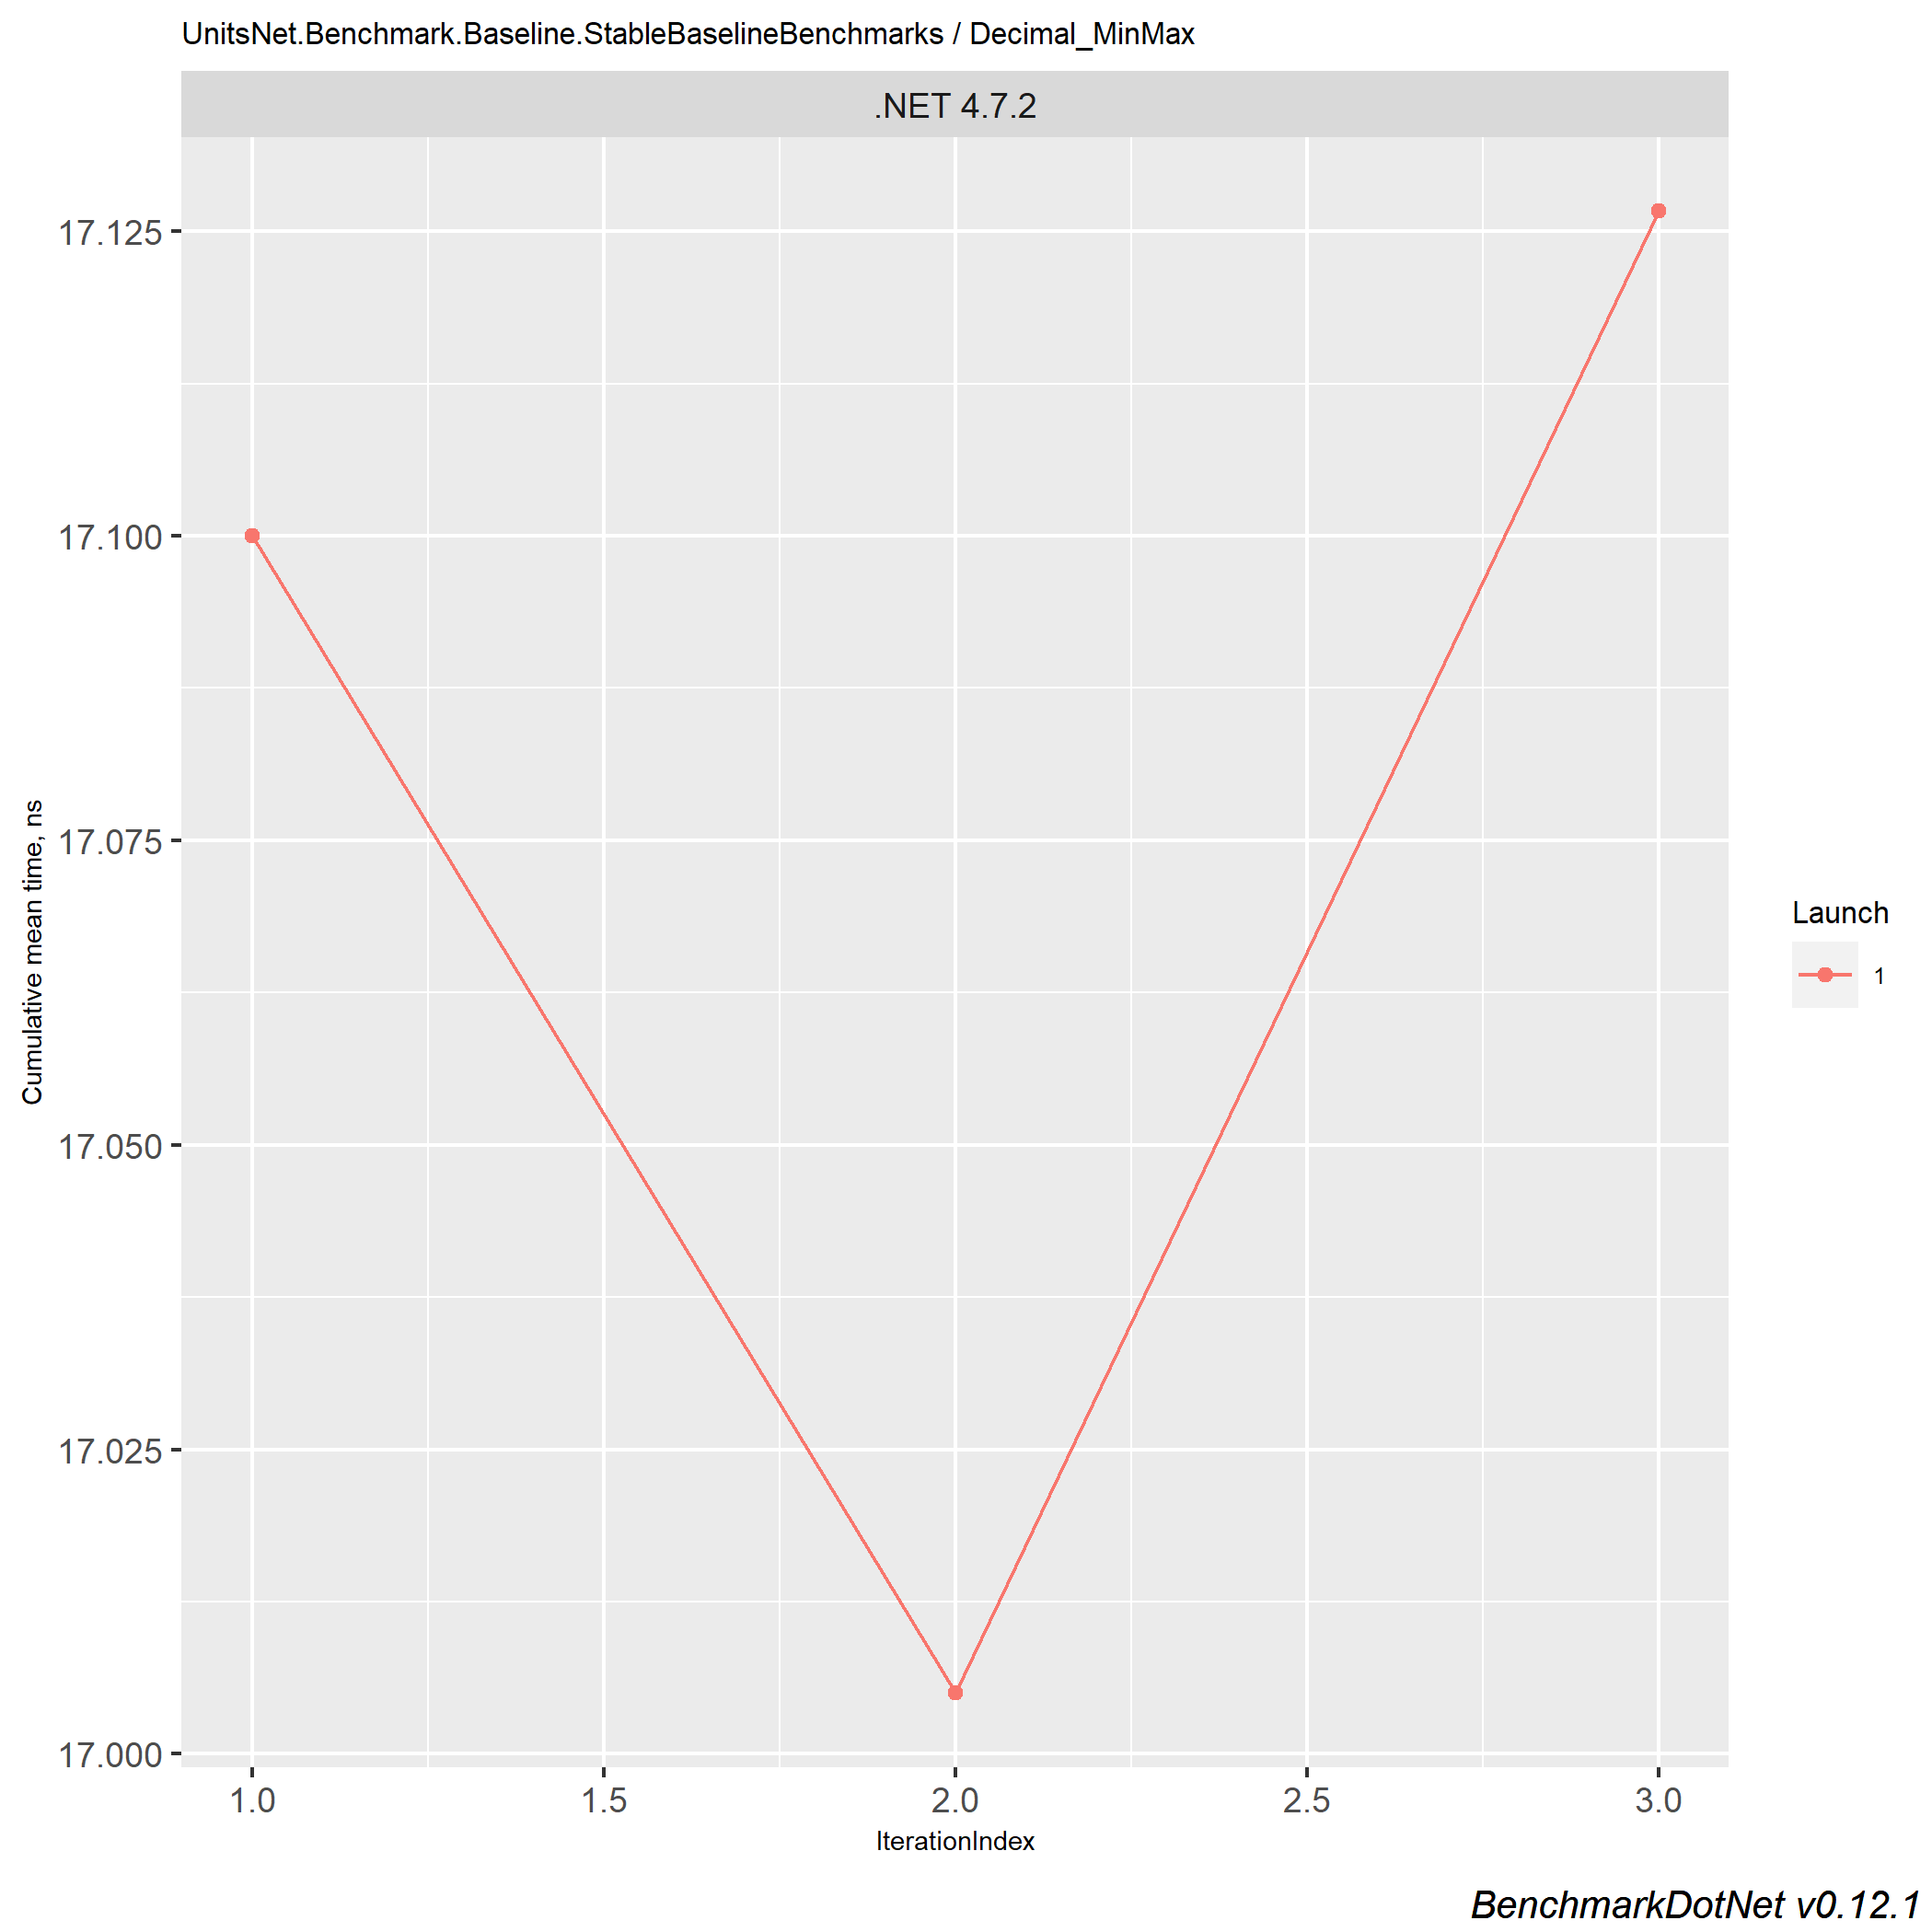 UnitsNet.Benchmark.Baseline.StableBaselineBenchmarks / Decimal_MinMax
.NET 4.7.2
17.125
17.100
17.075
17.050
17.025
17.000
Cumulative mean time, ns
1.0 1.5 2.0 2.5 3.0
IterationIndex
Launch
1
BenchmarkDotNet v0.12.1